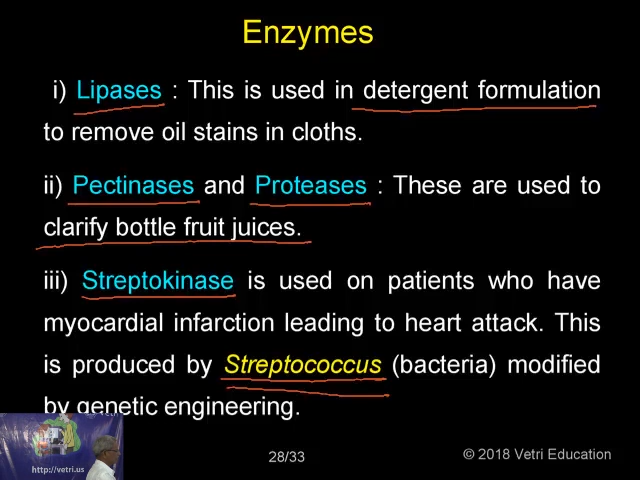 Enzymes
i) Lipases : This is used in detergent formulation
to remove oil stains in cloths.
ii) Pectinases and Proteases : These are used to
clarify bottle fruit juices.
iii) Streptokinase is used on patients who have
myocardial infarction leading to heart attack. This
is produced by Streptococcus (bacteria) modified
by genetic engineering.
http://vetri.us
28/33
© 2018 Vetri Education